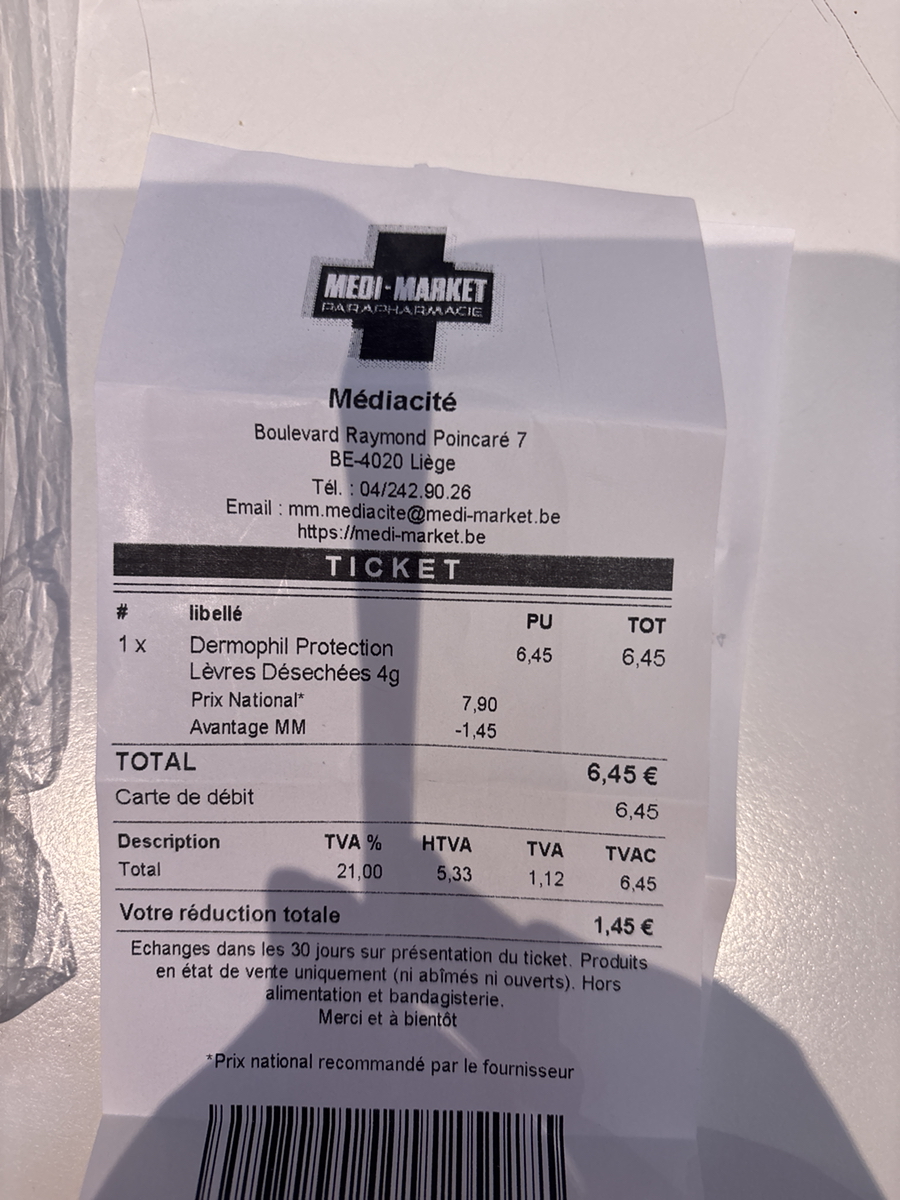 MEDI-MARKET
PARAPHARMACIE
Médiacité
Boulevard Raymond Poincaré 7
BE-4020 Liège
Tél. : 04/242.90.26
Email : mm.mediacite@medi-market.be
https://medi-market.be
TICKET
# libellé PU TOT
1 x Dermophil Protection 6,45 6,45
Lèvres Désechées 4g
Prix National* 7,90
Avantage MM -1,45
TOTAL 6,45 €
Carte de débit 6,45
Description TVA % HTVA TVA TVAC
Total 21,00 5,33 1,12 6,45
Votre réduction totale 1,45 €
Echanges dans les 30 jours sur présentation du ticket. Produits
en état de vente uniquement (ni abîmés ni ouverts). Hors
alimentation et bandagisterie.
Merci et à bientôt
*Prix national recommandé par le fournisseur